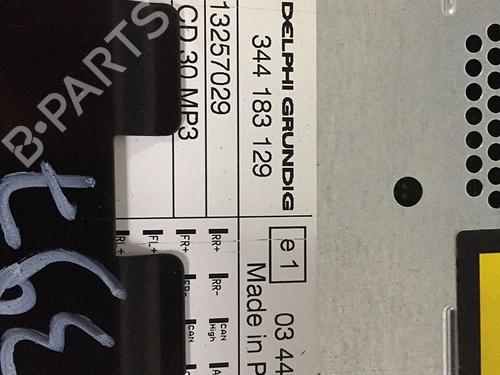 DELPHI GRUNDIG
344 183 129
13257029
CD 30 MP3
e 1
03 44
Made in P
RR+
RR-
CAN High
A
FR+
FR-
CAN
FL+
RL+
B-PARTS